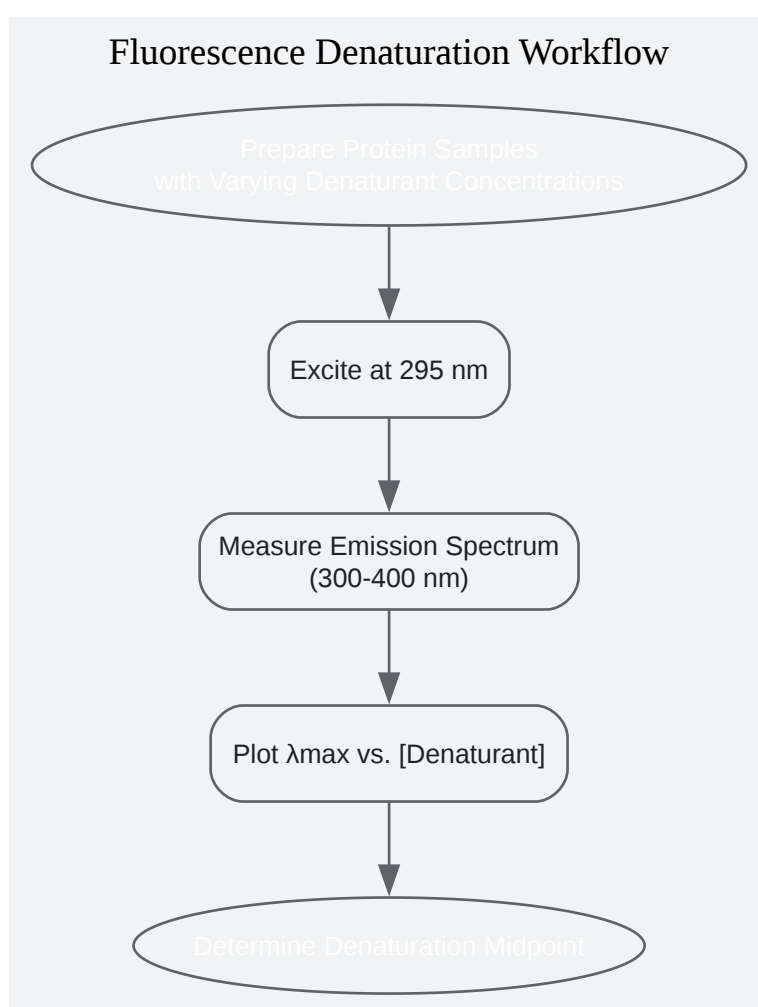 Fluorescence Denaturation Workflow
Prepare Protein Samples
with Varying Denaturant Concentrations
Excite at 295 nm
Measure Emission Spectrum
(300-400 nm)
Plot λmax vs. [Denaturant]
Determine Denaturation Midpoint